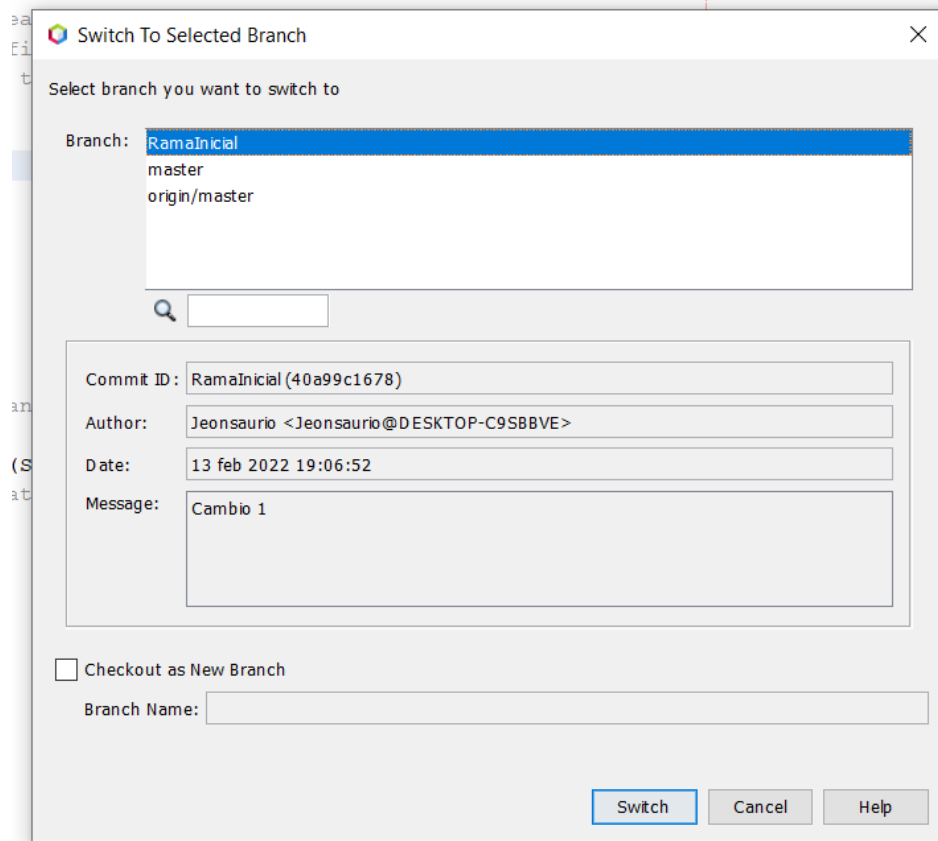 Switch To Selected Branch
Select branch you want to switch to
Branch:
RamaInicial
master
origin/master
Commit ID: RamaInicial (40a99c1678)
Author: Jeonsaurio <Jeonsaurio@DESKTOP-C9SBBVE>
Date: 13 feb 2022 19:06:52
Message: Cambio 1
Checkout as New Branch
Branch Name:
Switch Cancel Help